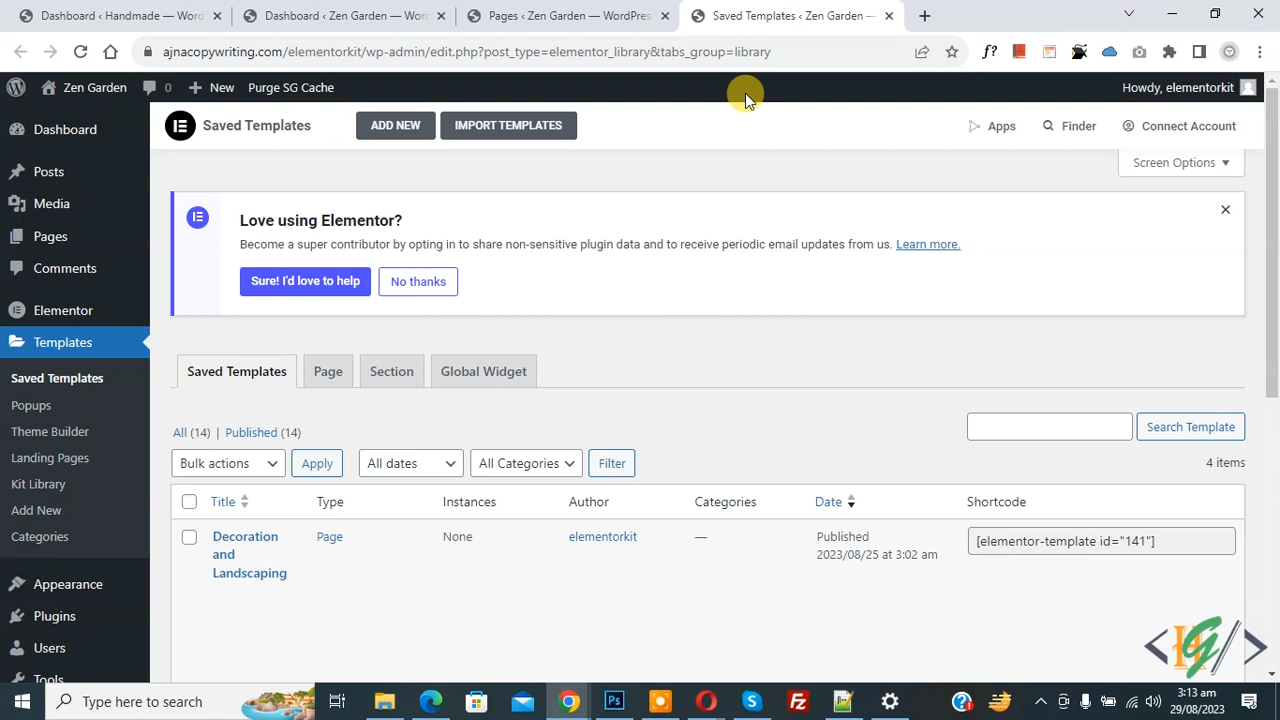 Dashboard ‹ Handmade — Word
Dashboard ‹ Zen Garden — Word
Pages ‹ Zen Garden — WordPress
Saved Templates ‹ Zen Garden —
ajnacopywriting.com/elementorkit/wp-admin/edit.php?post_type=elementor_library&tabs_group=library
f?
Zen Garden
0
New
Purge SG Cache
Howdy, elementorkit
Dashboard
Posts
Media
Pages
Comments
Elementor
Templates
Saved Templates
Popups
Theme Builder
Landing Pages
Kit Library
Add New
Categories
Appearance
Plugins
Users
Tools
Saved Templates
ADD NEW
IMPORT TEMPLATES
Apps
Finder
Connect Account
Screen Options
Love using Elementor?
Become a super contributor by opting in to share non-sensitive plugin data and to receive periodic email updates from us. Learn more.
Sure! I'd love to help
No thanks
Saved Templates
Page
Section
Global Widget
All (14) | Published (14)
Search Template
Bulk actions
Apply
All dates
All Categories
Filter
4 items
Title
Type
Instances
Author
Categories
Date
Shortcode
Decoration
and
Landscaping
Page
None
elementorkit
—
Published
2023/08/25 at 3:02 am
[elementor-template id="141"]
Type here to search
3:13 am
29/08/2023